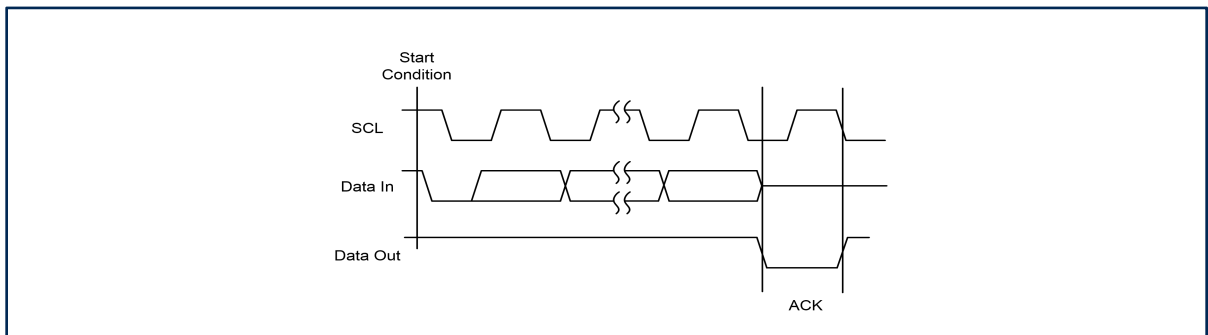 Start
Condition
SCL
Data In
Data Out
ACK